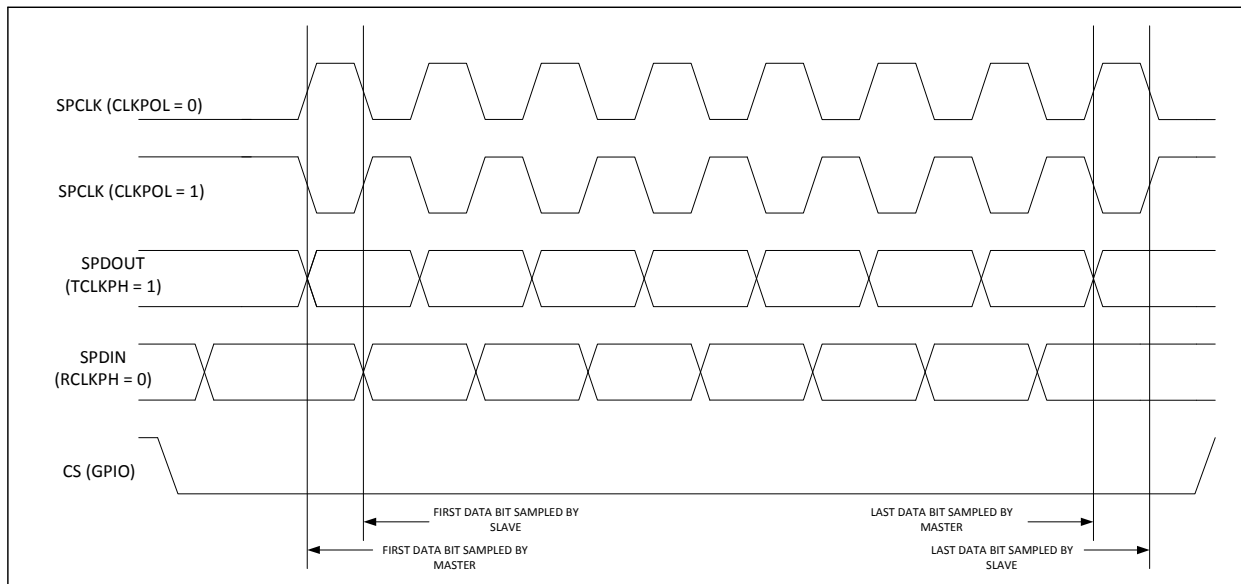 SPCLK (CLKPOL = 0)
SPCLK (CLKPOL = 1)
SPDOUT
(TCLKPH = 1)
SPDIN
(RCLKPH = 0)
CS (GPIO)
FIRST DATA BIT SAMPLED BY
SLAVE
LAST DATA BIT SAMPLED BY
MASTER
FIRST DATA BIT SAMPLED BY
MASTER
LAST DATA BIT SAMPLED BY
SLAVE